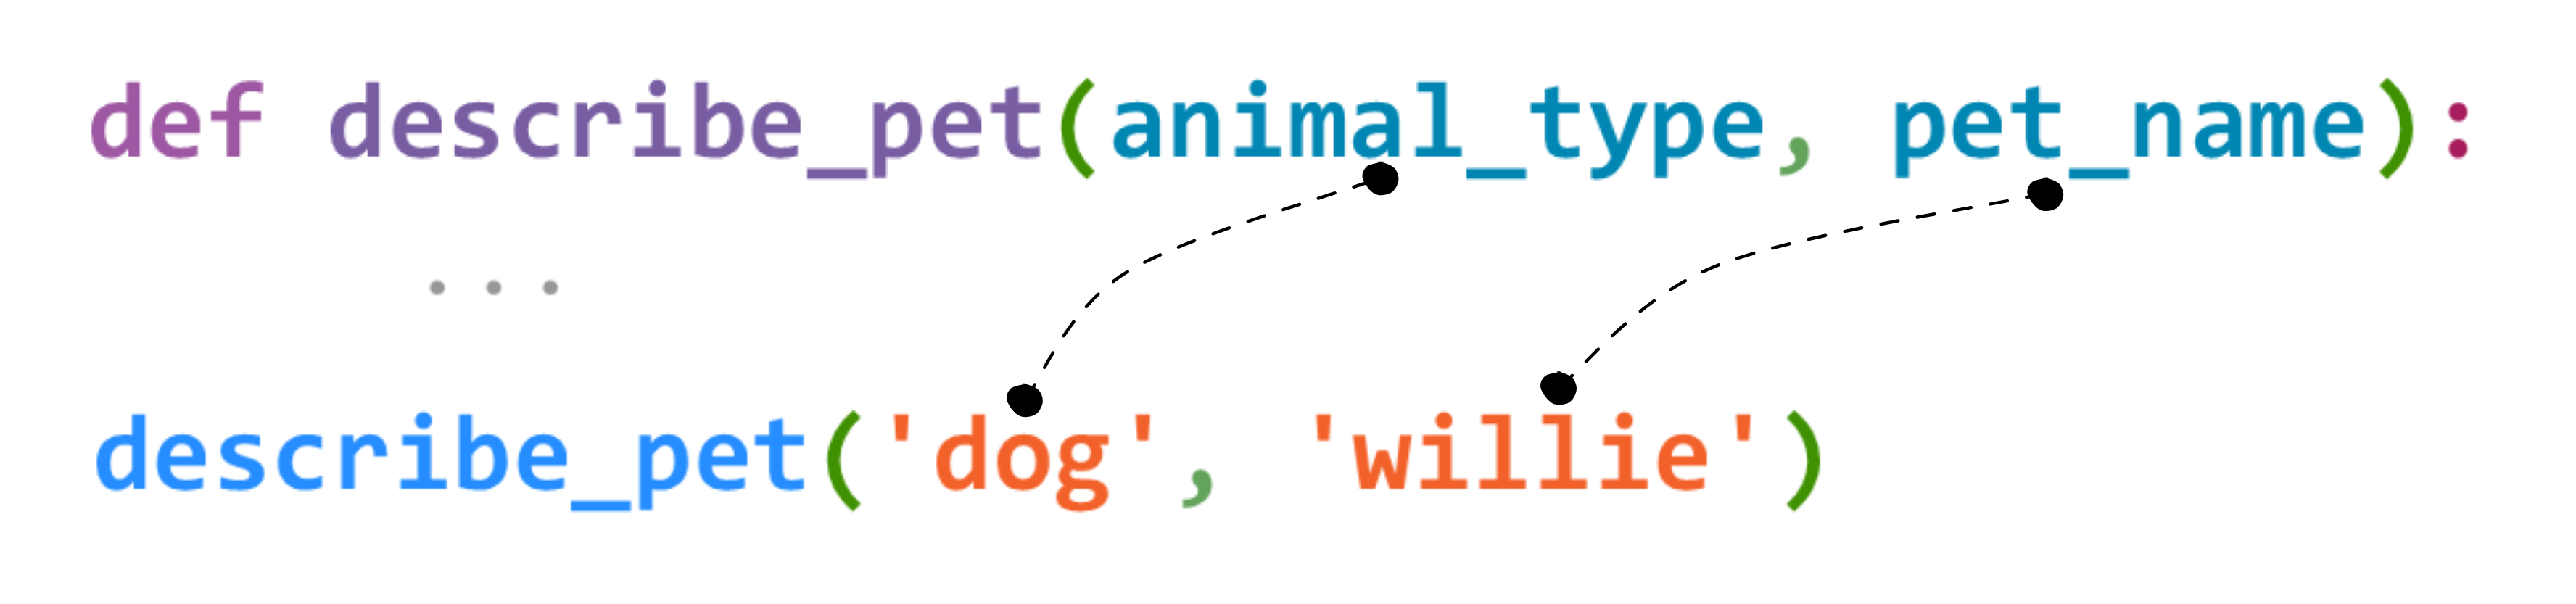 def describe_pet(animal_type, pet_name):
...
describe_pet('dog', 'willie')